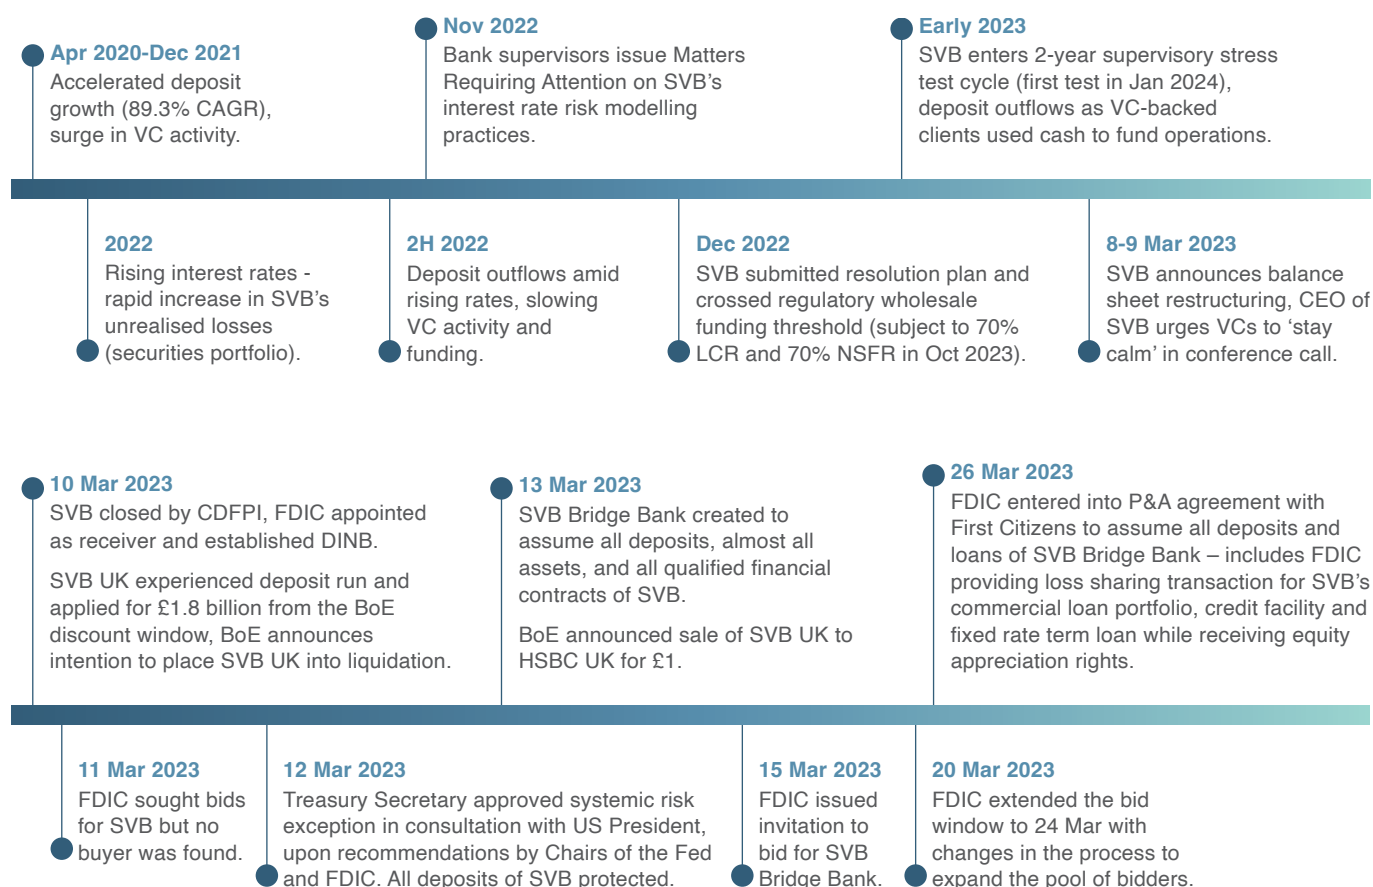 Apr 2020-Dec 2021
Accelerated deposit
growth (89.3% CAGR),
surge in VC activity.
Nov 2022
Bank supervisors issue Matters
Requiring Attention on SVB's
interest rate risk modelling
practices.
Early 2023
SVB enters 2-year supervisory stress
test cycle (first test in Jan 2024),
deposit outflows as VC-backed
clients used cash to fund operations.
2022
Rising interest rates -
rapid increase in SVB's
unrealised losses
(securities portfolio).
2H 2022
Deposit outflows amid
rising rates, slowing
VC activity and
funding.
Dec 2022
SVB submitted resolution plan and
crossed regulatory wholesale
funding threshold (subject to 70%
LCR and 70% NSFR in Oct 2023).
8-9 Mar 2023
SVB announces balance
sheet restructuring, CEO of
SVB urges VCs to ‘stay
calm’ in conference call.
10 Mar 2023
SVB closed by CDFPI, FDIC appointed
as receiver and established DINB.
SVB UK experienced deposit run and
applied for £1.8 billion from the BoE
discount window, BoE announces
intention to place SVB UK into liquidation.
13 Mar 2023
SVB Bridge Bank created to
assume all deposits, almost all
assets, and all qualified financial
contracts of SVB.
BoE announced sale of SVB UK to
HSBC UK for £1.
26 Mar 2023
FDIC entered into P&A agreement with
First Citizens to assume all deposits and
loans of SVB Bridge Bank – includes FDIC
providing loss sharing transaction for SVB's
commercial loan portfolio, credit facility and
fixed rate term loan while receiving equity
appreciation rights.
11 Mar 2023
FDIC sought bids
for SVB but no
buyer was found.
12 Mar 2023
Treasury Secretary approved systemic risk
exception in consultation with US President,
upon recommendations by Chairs of the Fed
and FDIC. All deposits of SVB protected.
15 Mar 2023
FDIC issued
invitation to
bid for SVB
Bridge Bank.
20 Mar 2023
FDIC extended the bid
window to 24 Mar with
changes in the process to
expand the pool of bidders.